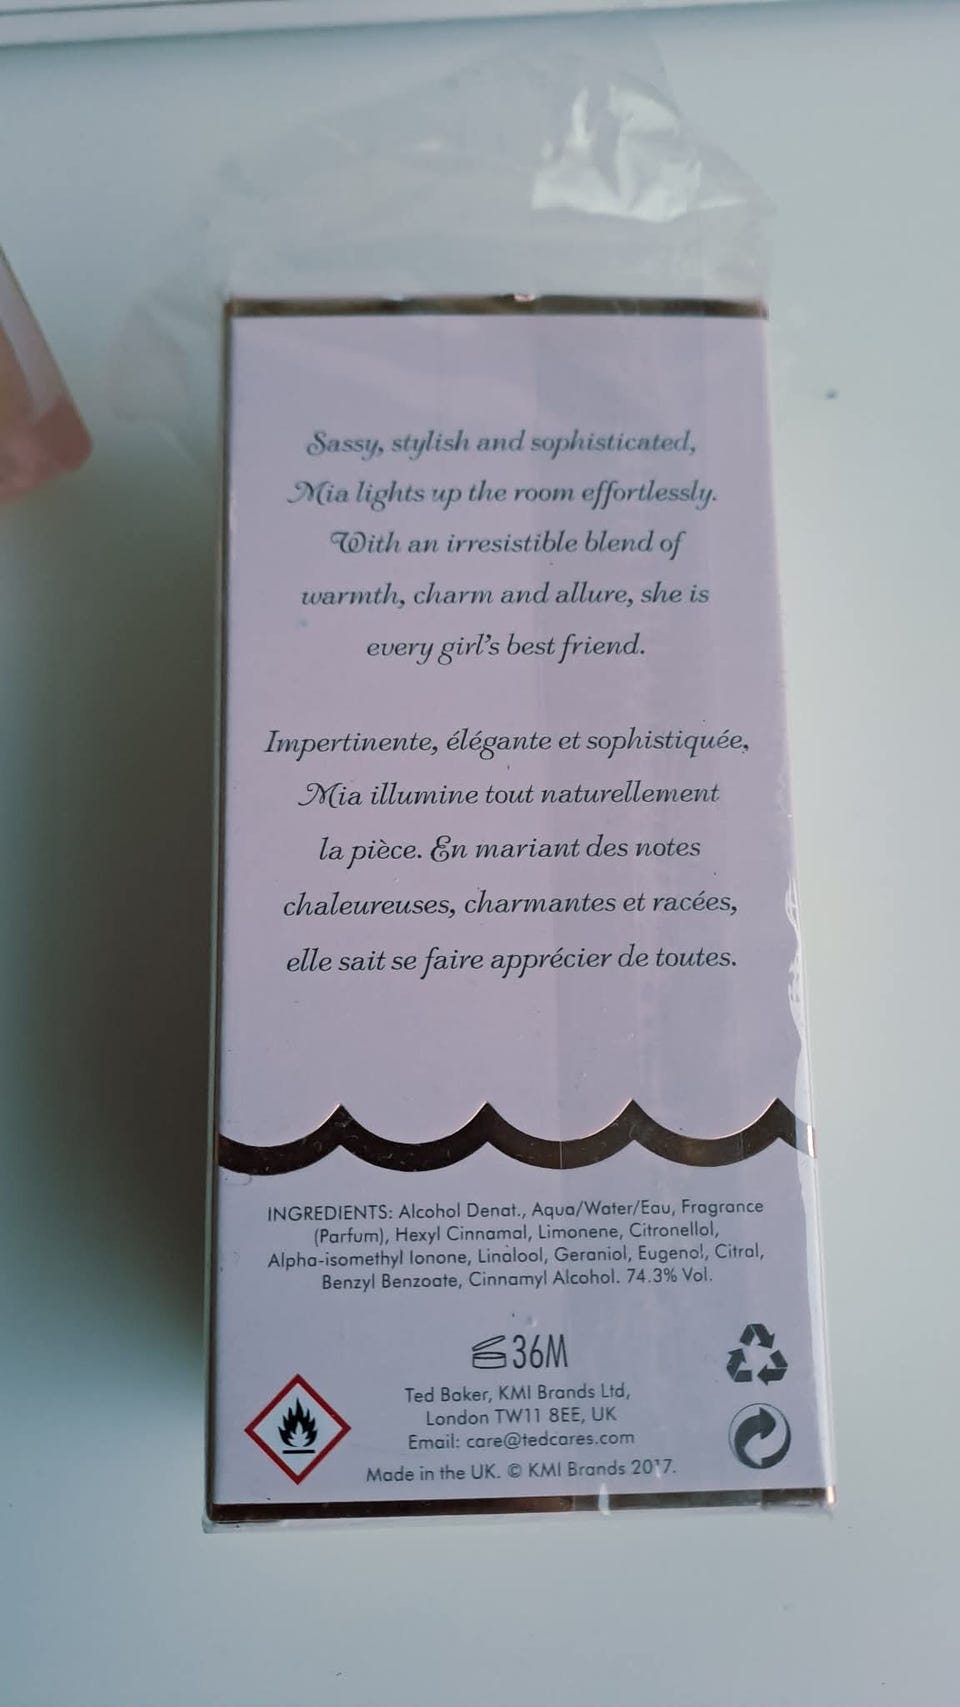 Sassy, stylish and sophisticated,
Mia lights up the room effortlessly.
With an irresistible blend of
warmth, charm and allure, she is
every girl's best friend.
Impertinente, élégante et sophistiquée,
Mia illumine tout naturellement
la pièce. En mariant des notes
chaleureuses, charmantes et racées,
elle sait se faire apprécier de toutes.
INGREDIENTS: Alcohol Denat., Aqua/Water/Eau, Fragrance
(Parfum), Hexyl Cinnamal, Limonene, Citronellol,
Alpha-isomethyl Ionone, Linalool, Geraniol, Eugenol, Citral,
Benzyl Benzoate, Cinnamyl Alcohol. 74.3% Vol.
36M
Ted Baker, KMI Brands Ltd,
London TW11 8EE, UK
Email: care@tedcares.com
Made in the UK. © KMI Brands 2017.